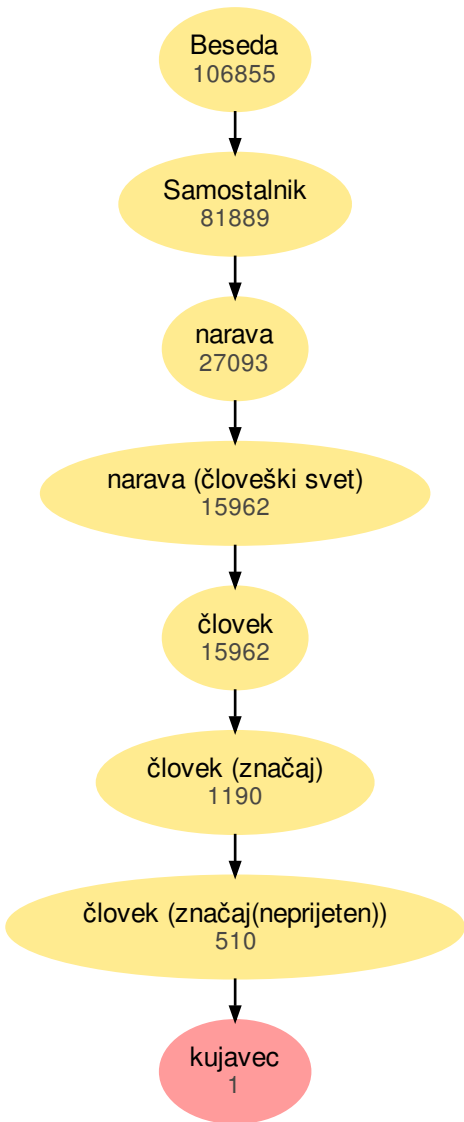 Beseda
106855
Samostalnik
81889
narava
27093
narava (človeški svet)
15962
človek
15962
človek (značaj)
1190
človek (značaj(neprijeten))
510
kujavec
1